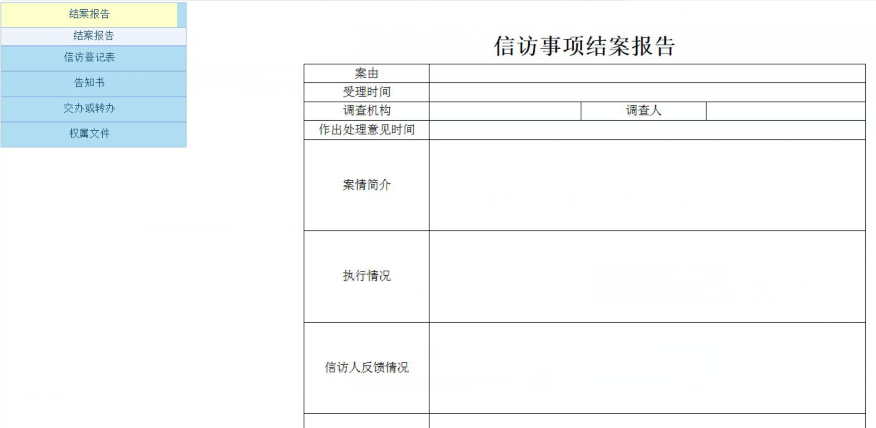 结案报告
结案报告
信访登记表
告知书
交办或转办
权属文件
信访事项结案报告
案由
受理时间
调查机构 调查人
作出处理意见时间
案情简介
执行情况
信访人反馈情况